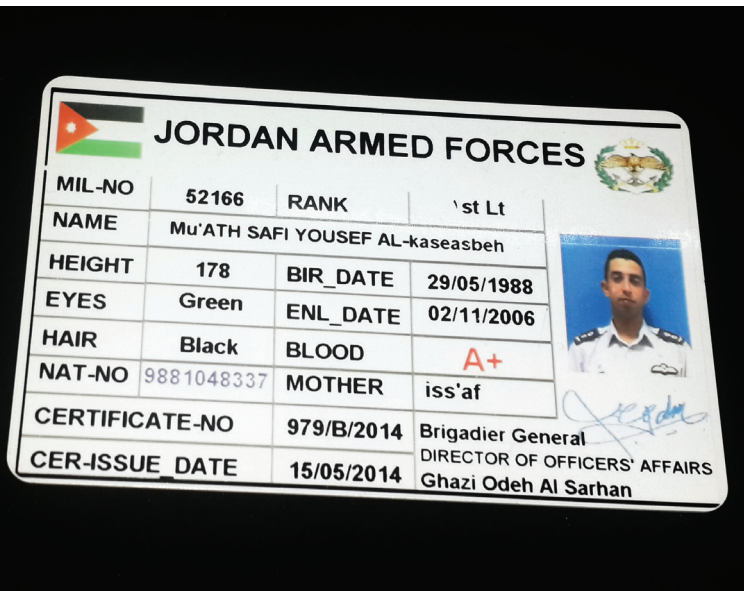 JORDAN ARMED FORCES
MIL-NO 52166 RANK st Lt
NAME Mu'ATH SAFI YOUSEF AL-kaseasbeh
HEIGHT 178 BIR_DATE 29/05/1988
EYES Green ENL_DATE 02/11/2006
HAIR Black BLOOD A+
NAT-NO 9881048337 MOTHER iss'af
CERTIFICATE-NO 979/B/2014 Brigadier General
DIRECTOR OF OFFICERS' AFFAIRS
CER-ISSUE_DATE 15/05/2014 Ghazi Odeh Al Sarhan